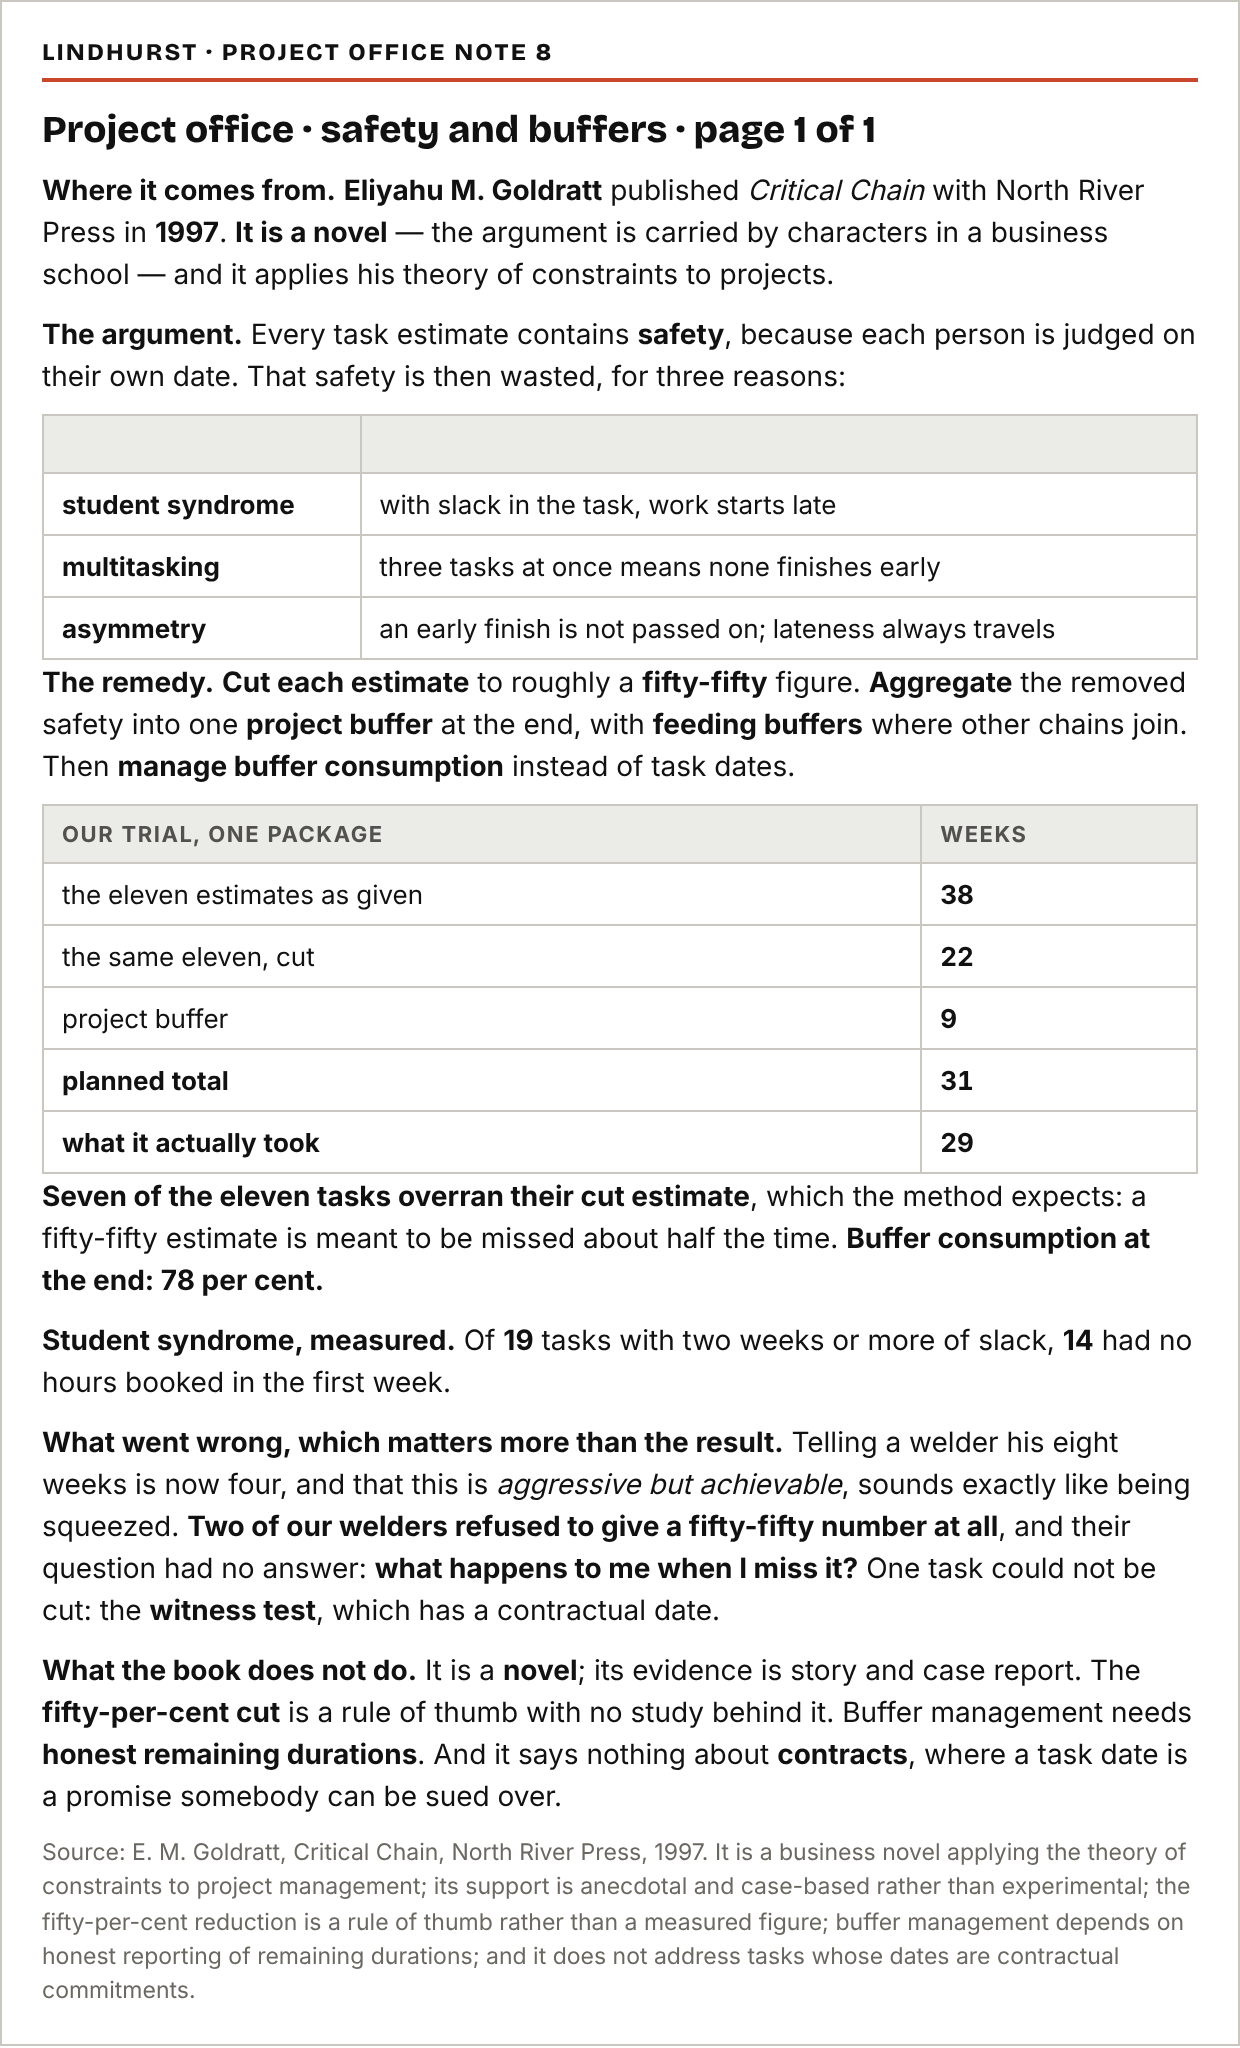 LINDHURST · PROJECT OFFICE NOTE 8
Project office · safety and buffers · page 1 of 1
Where it comes from. Eliyahu M. Goldratt published Critical Chain with North River
Press in 1997. It is a novel — the argument is carried by characters in a business
school — and it applies his theory of constraints to projects.
The argument. Every task estimate contains safety, because each person is judged on
their own date. That safety is then wasted, for three reasons:
student syndrome with slack in the task, work starts late
multitasking three tasks at once means none finishes early
asymmetry an early finish is not passed on; lateness always travels
The remedy. Cut each estimate to roughly a fifty-fifty figure. Aggregate the removed
safety into one project buffer at the end, with feeding buffers where other chains join.
Then manage buffer consumption instead of task dates.
OUR TRIAL, ONE PACKAGE WEEKS
the eleven estimates as given 38
the same eleven, cut 22
project buffer 9
planned total 31
what it actually took 29
Seven of the eleven tasks overran their cut estimate, which the method expects: a
fifty-fifty estimate is meant to be missed about half the time. Buffer consumption at
the end: 78 per cent.
Student syndrome, measured. Of 19 tasks with two weeks or more of slack, 14 had no
hours booked in the first week.
What went wrong, which matters more than the result. Telling a welder his eight
weeks is now four, and that this is aggressive but achievable, sounds exactly like being
squeezed. Two of our welders refused to give a fifty-fifty number at all, and their
question had no answer: what happens to me when I miss it? One task could not be
cut: the witness test, which has a contractual date.
What the book does not do. It is a novel; its evidence is story and case report. The
fifty-per-cent cut is a rule of thumb with no study behind it. Buffer management needs
honest remaining durations. And it says nothing about contracts, where a task date is
a promise somebody can be sued over.
Source: E. M. Goldratt, Critical Chain, North River Press, 1997. It is a business novel applying the theory of
constraints to project management; its support is anecdotal and case-based rather than experimental; the
fifty-per-cent reduction is a rule of thumb rather than a measured figure; buffer management depends on
honest reporting of remaining durations; and it does not address tasks whose dates are contractual
commitments.